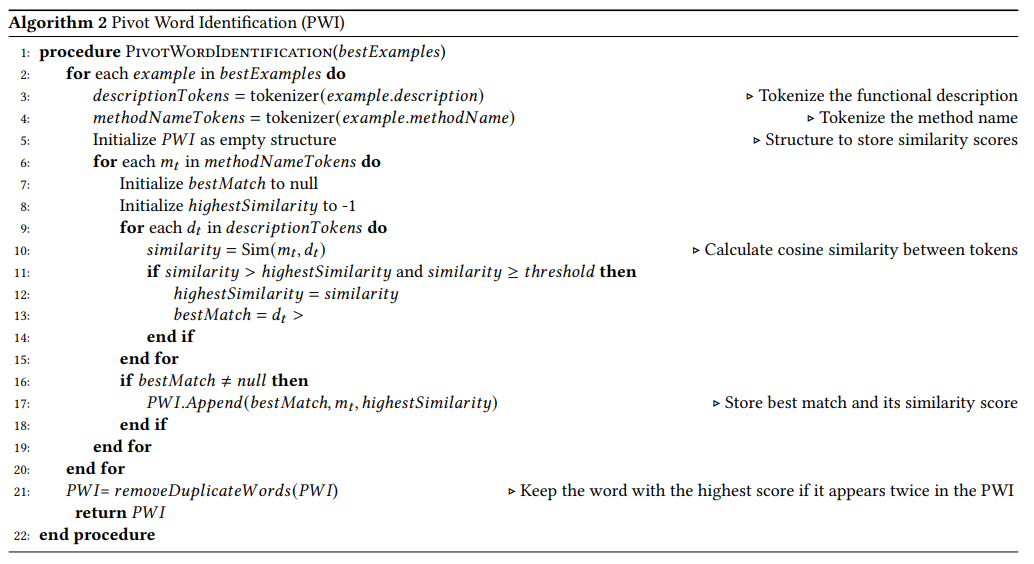 Algorithm 2 Pivot Word Identification (PWI)
1: procedure PivotWordIdentification(bestExamples)
2: for each example in bestExamples do
3: descriptionTokens = tokenizer(example.description) ▷ Tokenize the functional description
4: methodNameTokens = tokenizer(example.methodName) ▷ Tokenize the method name
5: Initialize PWI as empty structure ▷ Structure to store similarity scores
6: for each m_t in methodNameTokens do
7: Initialize bestMatch to null
8: Initialize highestSimilarity to -1
9: for each d_t in descriptionTokens do
10: similarity = Sim(m_t, d_t) ▷ Calculate cosine similarity between tokens
11: if similarity > highestSimilarity and similarity ≥ threshold then
12: highestSimilarity = similarity
13: bestMatch = d_t >
14: end if
15: end for
16: if bestMatch ≠ null then
17: PWI.Append(bestMatch, m_t, highestSimilarity) ▷ Store best match and its similarity score
18: end if
19: end for
20: end for
21: PWI= removeDuplicateWords(PWI) ▷ Keep the word with the highest score if it appears twice in the PWI
return PWI
22: end procedure